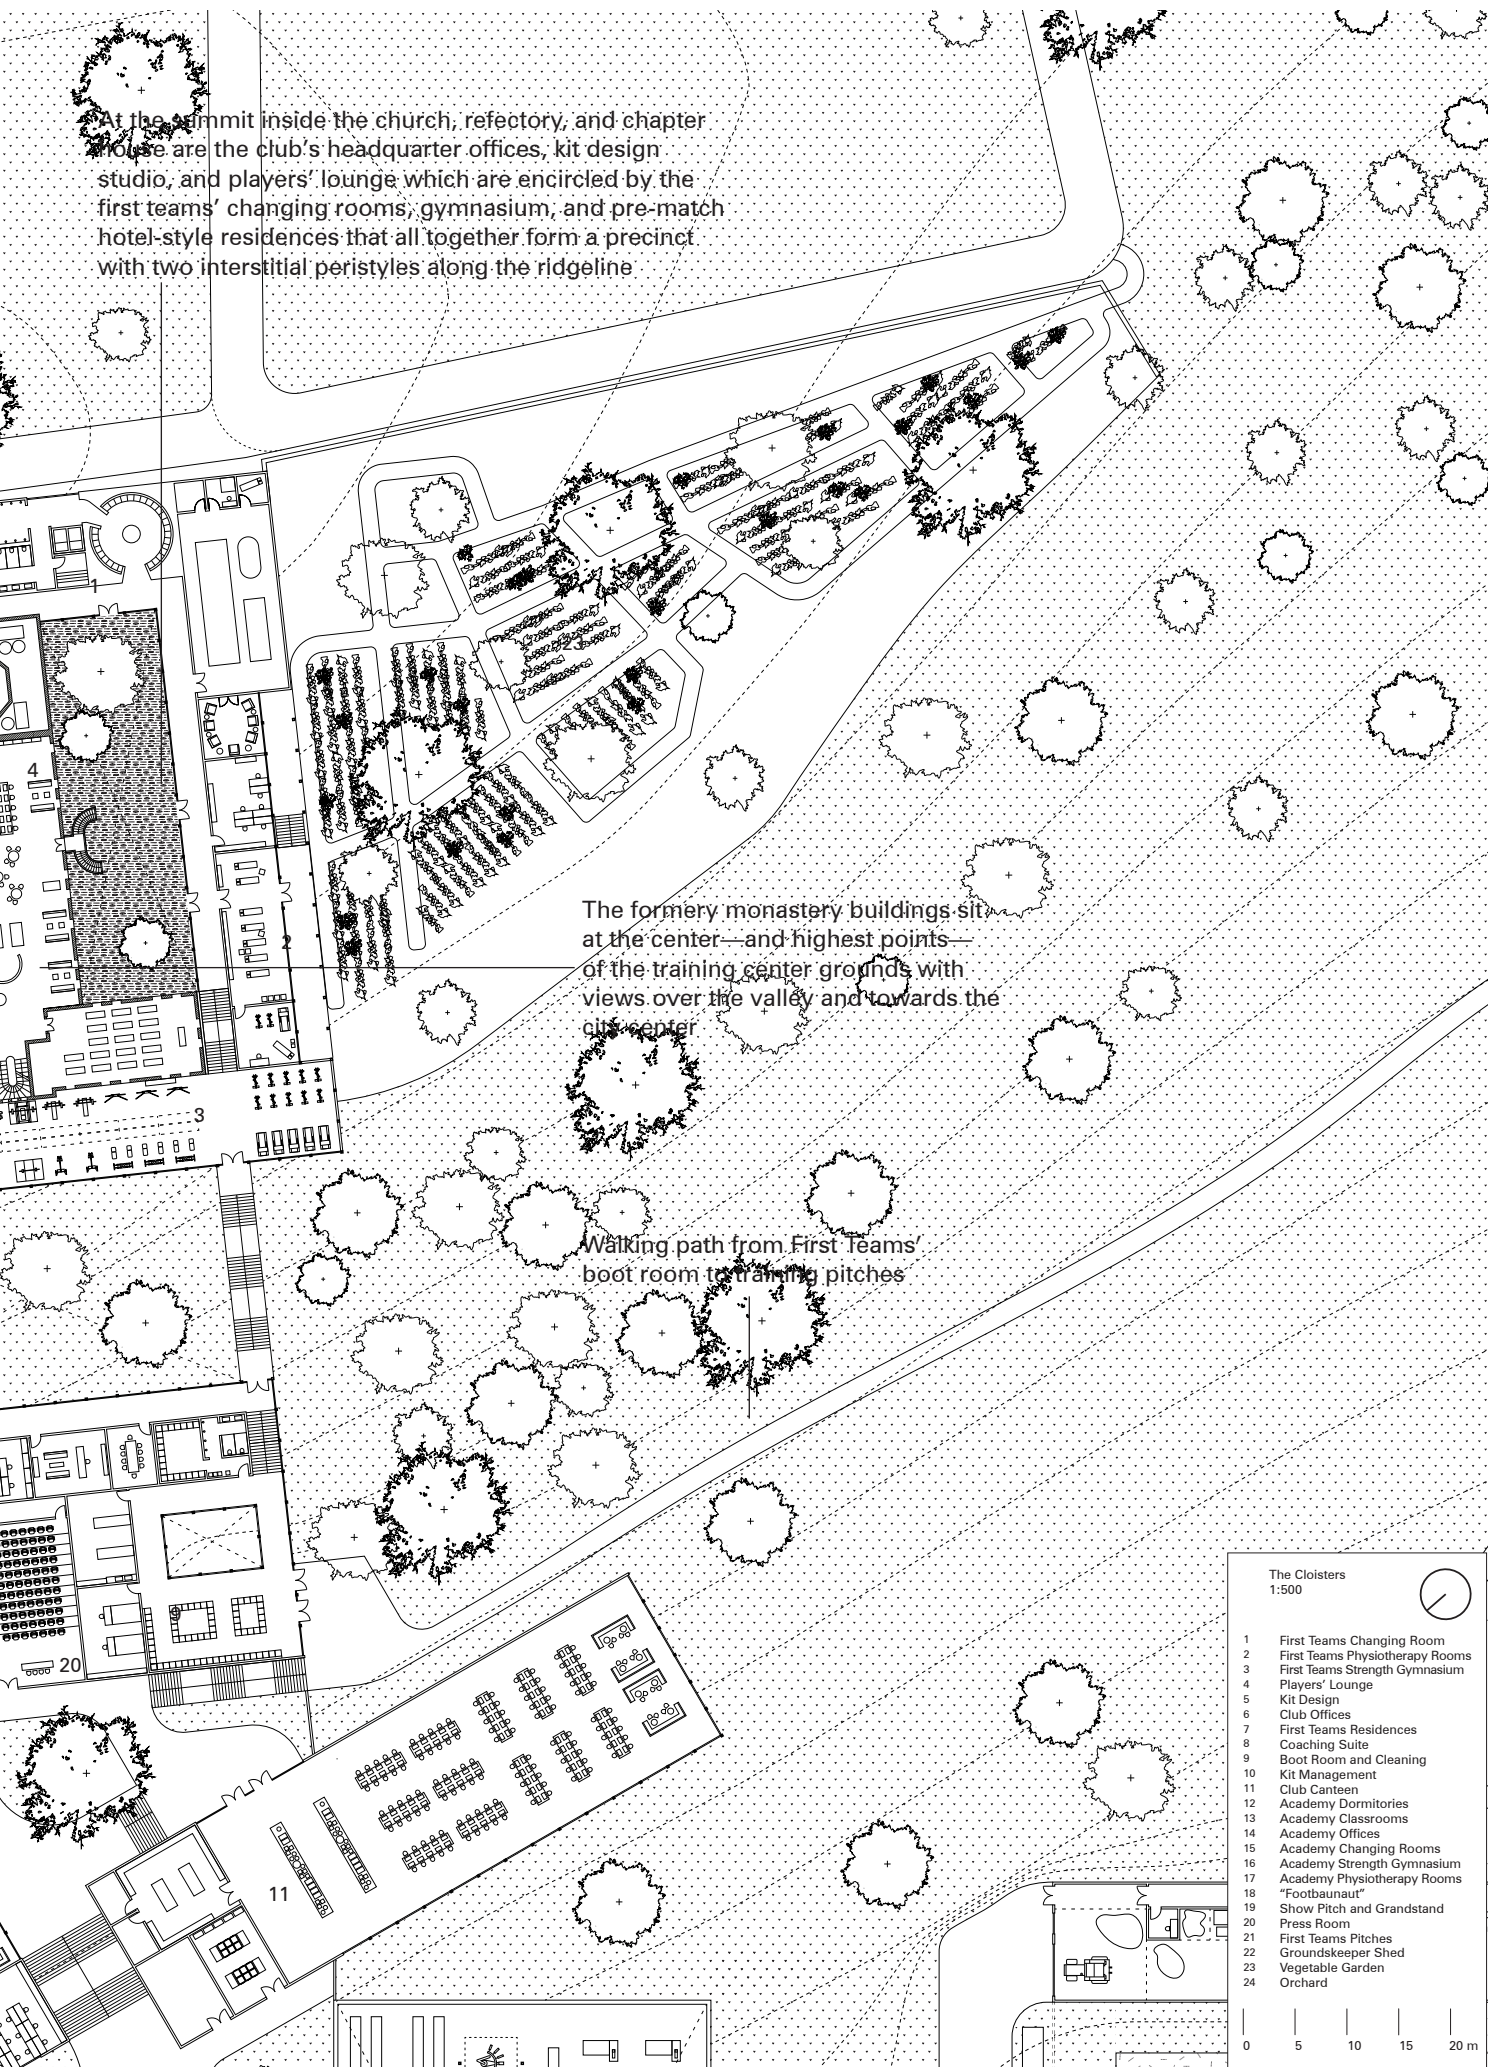 At the summit inside the church, refectory, and chapter
house are the club's headquarter offices, kit design
studio, and players' lounge which are encircled by the
first teams' changing rooms, gymnasium, and pre-match
hotel-style residences that all together form a precinct
with two interstitial peristyles along the ridgeline
1
23
4
The formery monastery buildings sit
at the center—and highest points—
of the training center grounds with
views over the valley and towards the
city center
2
3
Walking path from First Teams'
boot room to training pitches
9
20
11
The Cloisters
1:500
1 First Teams Changing Room
2 First Teams Physiotherapy Rooms
3 First Teams Strength Gymnasium
4 Players' Lounge
5 Kit Design
6 Club Offices
7 First Teams Residences
8 Coaching Suite
9 Boot Room and Cleaning
10 Kit Management
11 Club Canteen
12 Academy Dormitories
13 Academy Classrooms
14 Academy Offices
15 Academy Changing Rooms
16 Academy Strength Gymnasium
17 Academy Physiotherapy Rooms
18 “Footbaunaut”
19 Show Pitch and Grandstand
20 Press Room
21 First Teams Pitches
22 Groundskeeper Shed
23 Vegetable Garden
24 Orchard
0 5 10 15 20 m